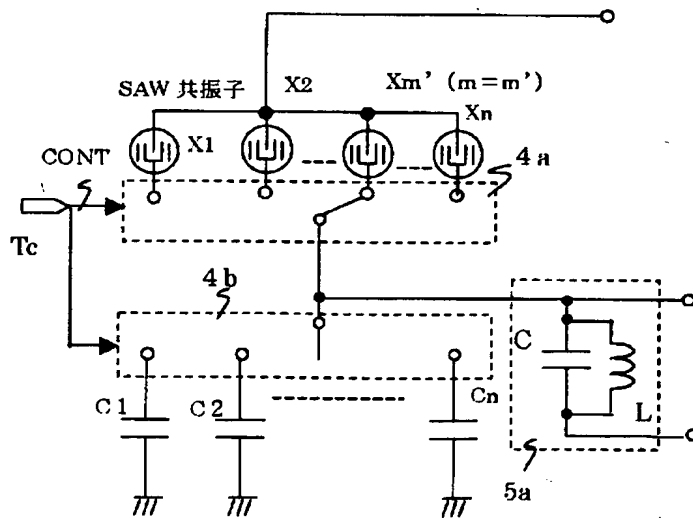 SAW 共振子
X2
Xm' (m=m')
Xn
X1
CONT
4a
Tc
4b
C
L
C1
C2
Cn
5a